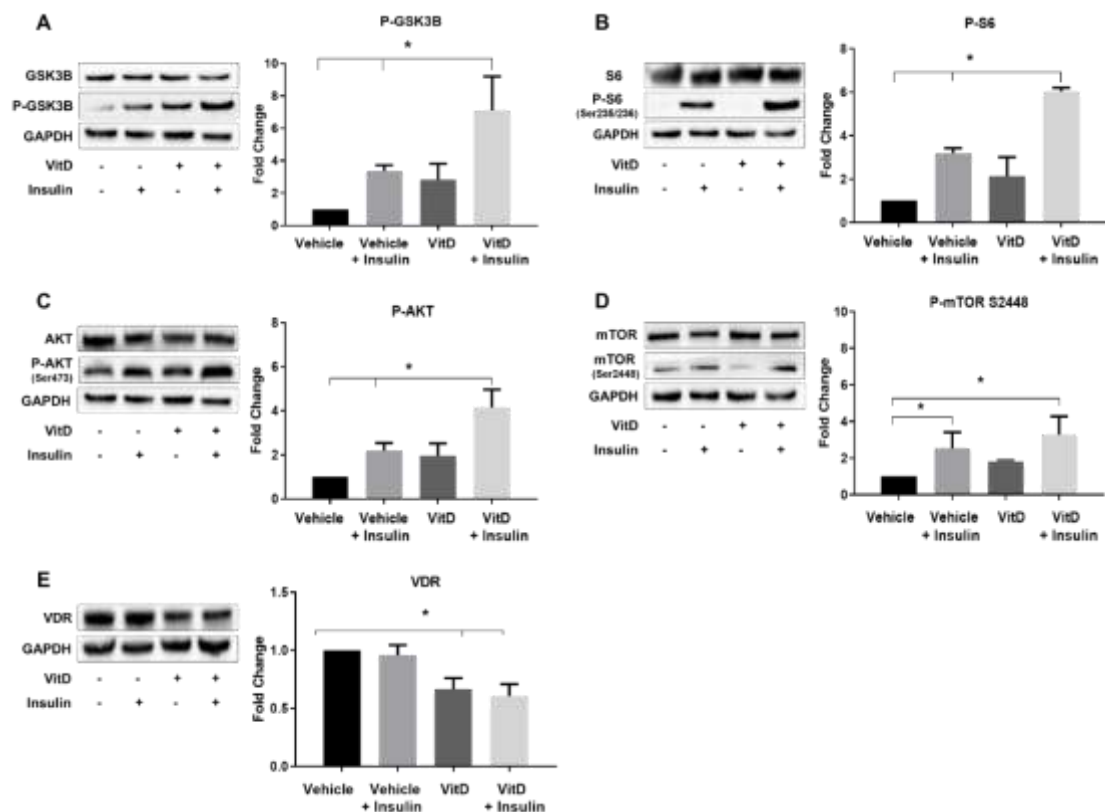 A
GSK3B
P-GSK3B
GAPDH
VitD - - + +
Insulin - + - +
P-GSK3B
*
Fold Change
10
8
6
4
2
0
Vehicle
Vehicle + Insulin
VitD
VitD + Insulin
B
S6
P-S6
(Ser235/236)
GAPDH
VitD - - + +
Insulin - + - +
P-S6
*
Fold Change
8
6
4
2
0
Vehicle
Vehicle + Insulin
VitD
VitD + Insulin
C
AKT
P-AKT
(Ser473)
GAPDH
VitD - - + +
Insulin - + - +
P-AKT
*
Fold Change
8
6
4
2
0
Vehicle
Vehicle + Insulin
VitD
VitD + Insulin
D
mTOR
mTOR
(Ser2448)
GAPDH
VitD - - + +
Insulin - + - +
P-mTOR S2448
*
*
Fold Change
10
8
6
4
2
0
Vehicle
Vehicle + Insulin
VitD
VitD + Insulin
E
VDR
GAPDH
VitD - - + +
Insulin - + - +
VDR
*
Fold Change
1.5
1.0
0.5
0.0
Vehicle
Vehicle + Insulin
VitD
VitD + Insulin